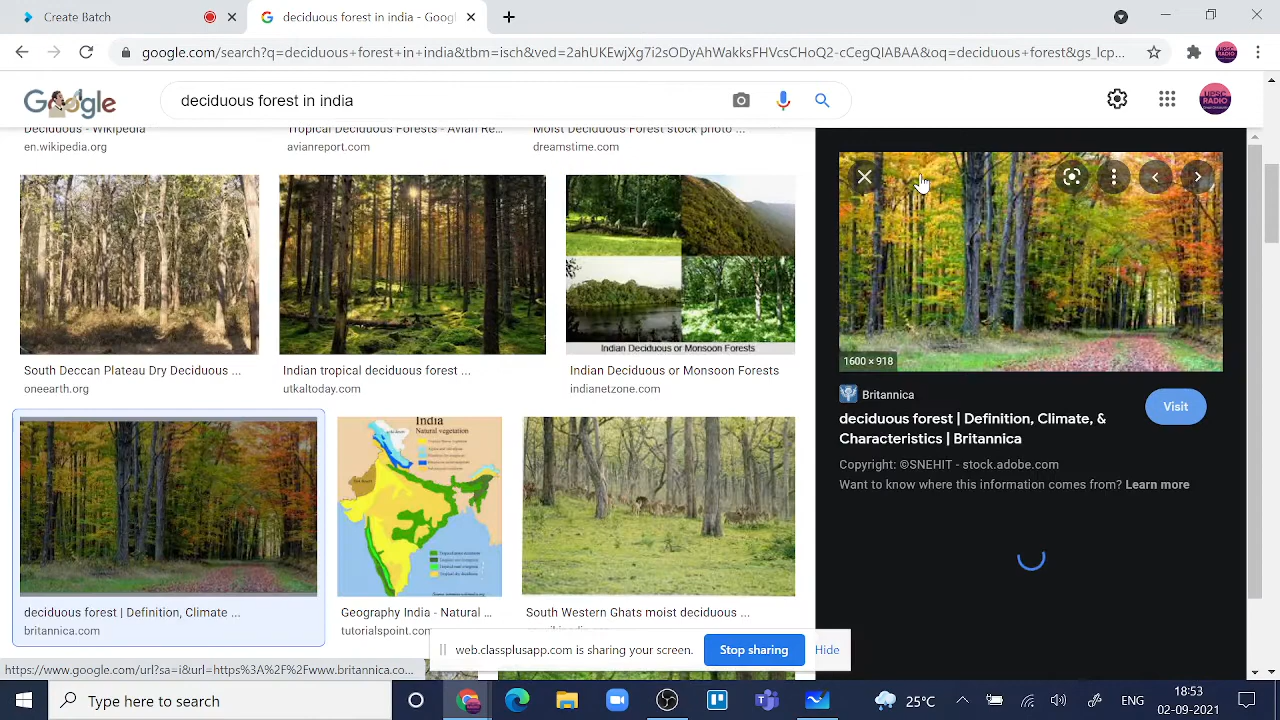 Create Batch
deciduous forest in india - Googl
google.com/search?q=deciduous+forest+in+india&tbm=isch&ved=2ahUKEwjXg7i2sODyAhWakksFHVcsCHoQ2-cCegQIABAA&oq=deciduous+forest&gs_lcp...
UPSC
RADIO
Google
deciduous forest in india
UPSC
RADIO
Deciduous - Wikipedia
en.wikipedia.org
Tropical Deciduous Forests - Avian Re...
avianreport.com
Moist Deciduous Forest stock photo ...
dreamstime.com
Indian Deciduous or Monsoon Forests
South Deccan Plateau Dry Deciduous ...
oneearth.org
Indian tropical deciduous forest ...
utkaltoday.com
Indian Deciduous or Monsoon Forests
indianetzone.com
India
Natural vegetation
deciduous forest | Definition, Climate ...
britannica.com
Geography India - Natural ...
tutorialspoint.com
South Western Ghats moist deciduous ...
1600 × 918
Britannica
Visit
deciduous forest | Definition, Climate, &
Characteristics | Britannica
Copyright: ©SNEHIT - stock.adobe.com
Want to know where this information comes from? Learn more
web.classplusapp.com is sharing your screen.
Stop sharing
Hide
https://www.google.com/url?sa=i&url=https%3A%2F%2Fwww.britannica.co...
Type here to search
25°C
ENG
18:53
02-09-2021